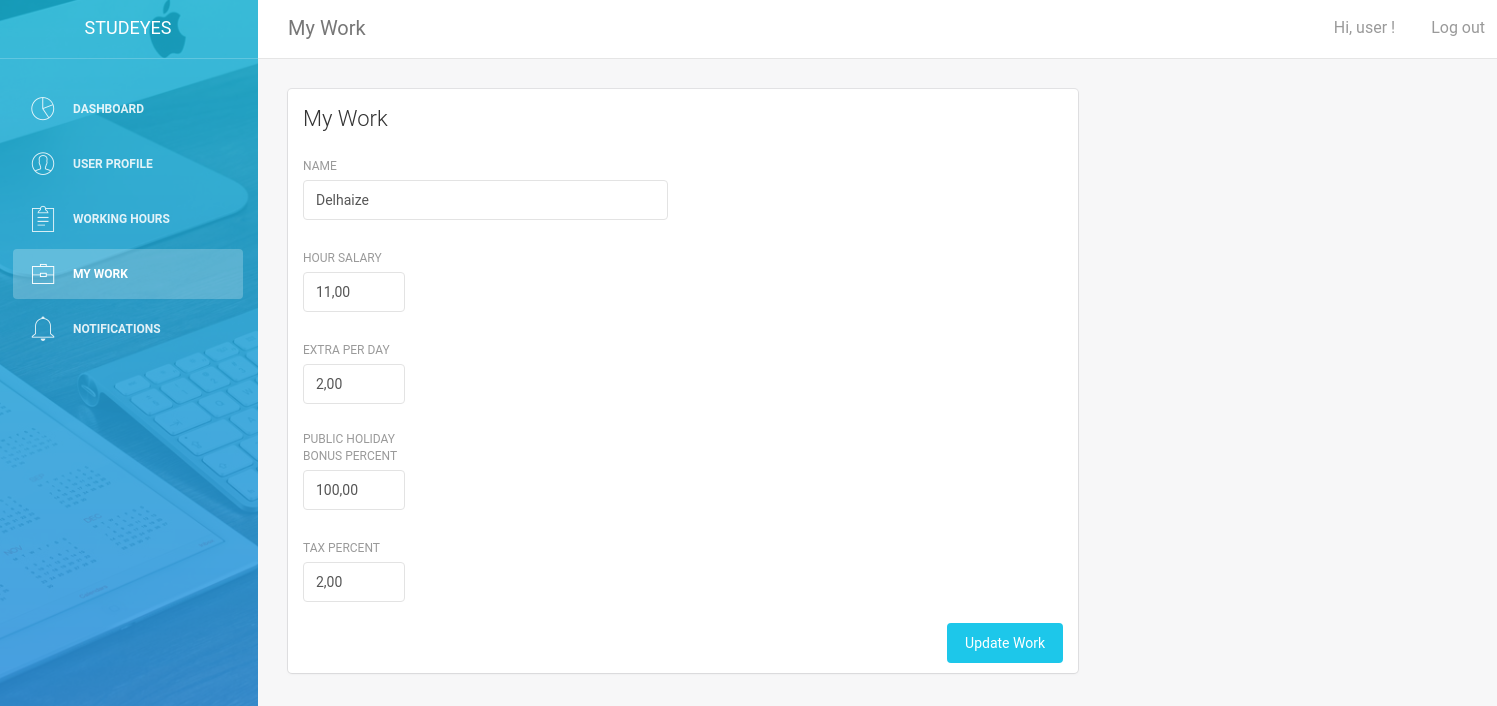 STUDEYES
My Work
Hi, user !
Log out
DASHBOARD
USER PROFILE
WORKING HOURS
MY WORK
NOTIFICATIONS
My Work
NAME
Delhaize
HOUR SALARY
11,00
EXTRA PER DAY
2,00
PUBLIC HOLIDAY
BONUS PERCENT
100,00
TAX PERCENT
2,00
Update Work